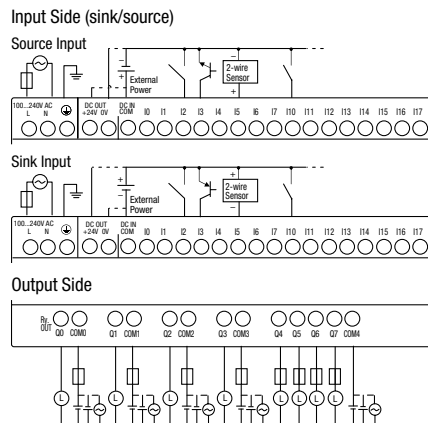 Input Side (sink/source)
Source Input
− + External Power
− 2-wire Sensor +
100...240V AC L N DC OUT +24V 0V DC IN COM I0 I1 I2 I3 I4 I5 I6 I7 I10 I11 I12 I13 I14 I15 I16 I17
Sink Input
+ − External Power
+ 2-wire Sensor −
100...240V AC L N DC OUT +24V 0V DC IN COM I0 I1 I2 I3 I4 I5 I6 I7 I10 I11 I12 I13 I14 I15 I16 I17
Output Side
Ry. OUT Q0 COM0 Q1 COM1 Q2 COM2 Q3 COM3 Q4 Q5 Q6 Q7 COM4
L L L L L L L L